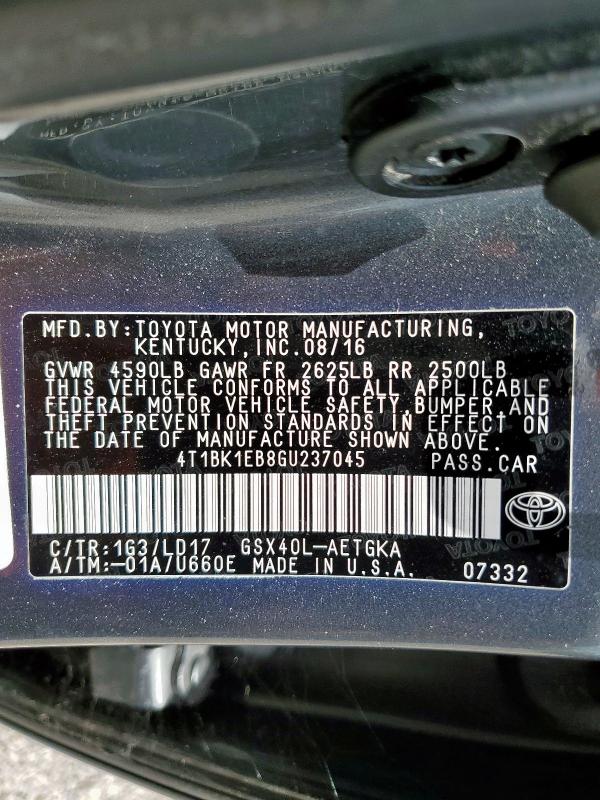 MFD.BY:TOYOTA MOTOR MANUFACTURING,
KENTUCKY,INC.08/16
GVWR 4590LB GAWR FR 2625LB RR 2500LB
THIS VEHICLE CONFORMS TO ALL APPLICABLE
FEDERAL MOTOR VEHICLE SAFETY,BUMPER,AND
THEFT PREVENTION STANDARDS IN EFFECT ON
THE DATE OF MANUFACTURE SHOWN ABOVE.
4T1BK1EB8GU237045 PASS.CAR
C/TR:1G3/LD17 GSX40L-AETGKA
A/TM:-01A/U660E MADE IN U.S.A. 07332